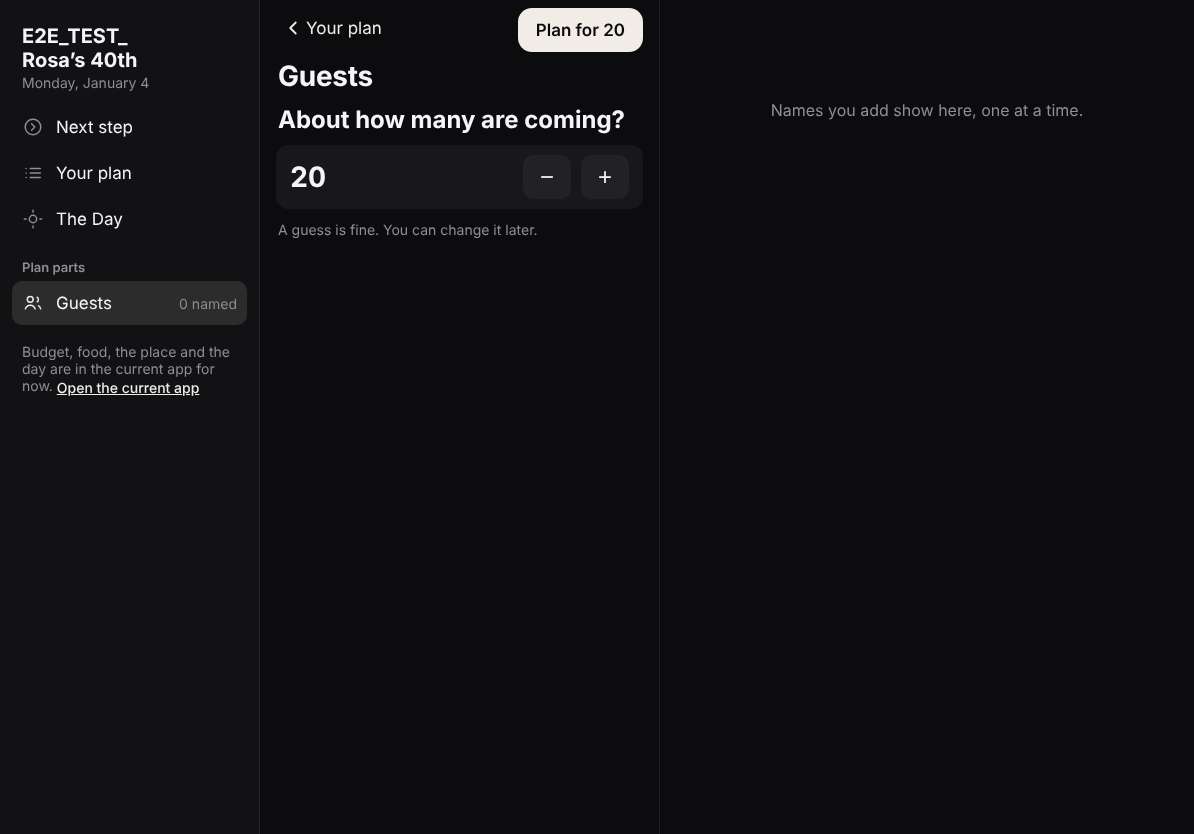 E2E_TEST_
Rosa’s 40th
Monday, January 4
Next step
Your plan
The Day
Plan parts
Guests 0 named
Budget, food, the place and the
day are in the current app for
now. Open the current app
Your plan
Plan for 20
Guests
About how many are coming?
20 − +
A guess is fine. You can change it later.
Names you add show here, one at a time.